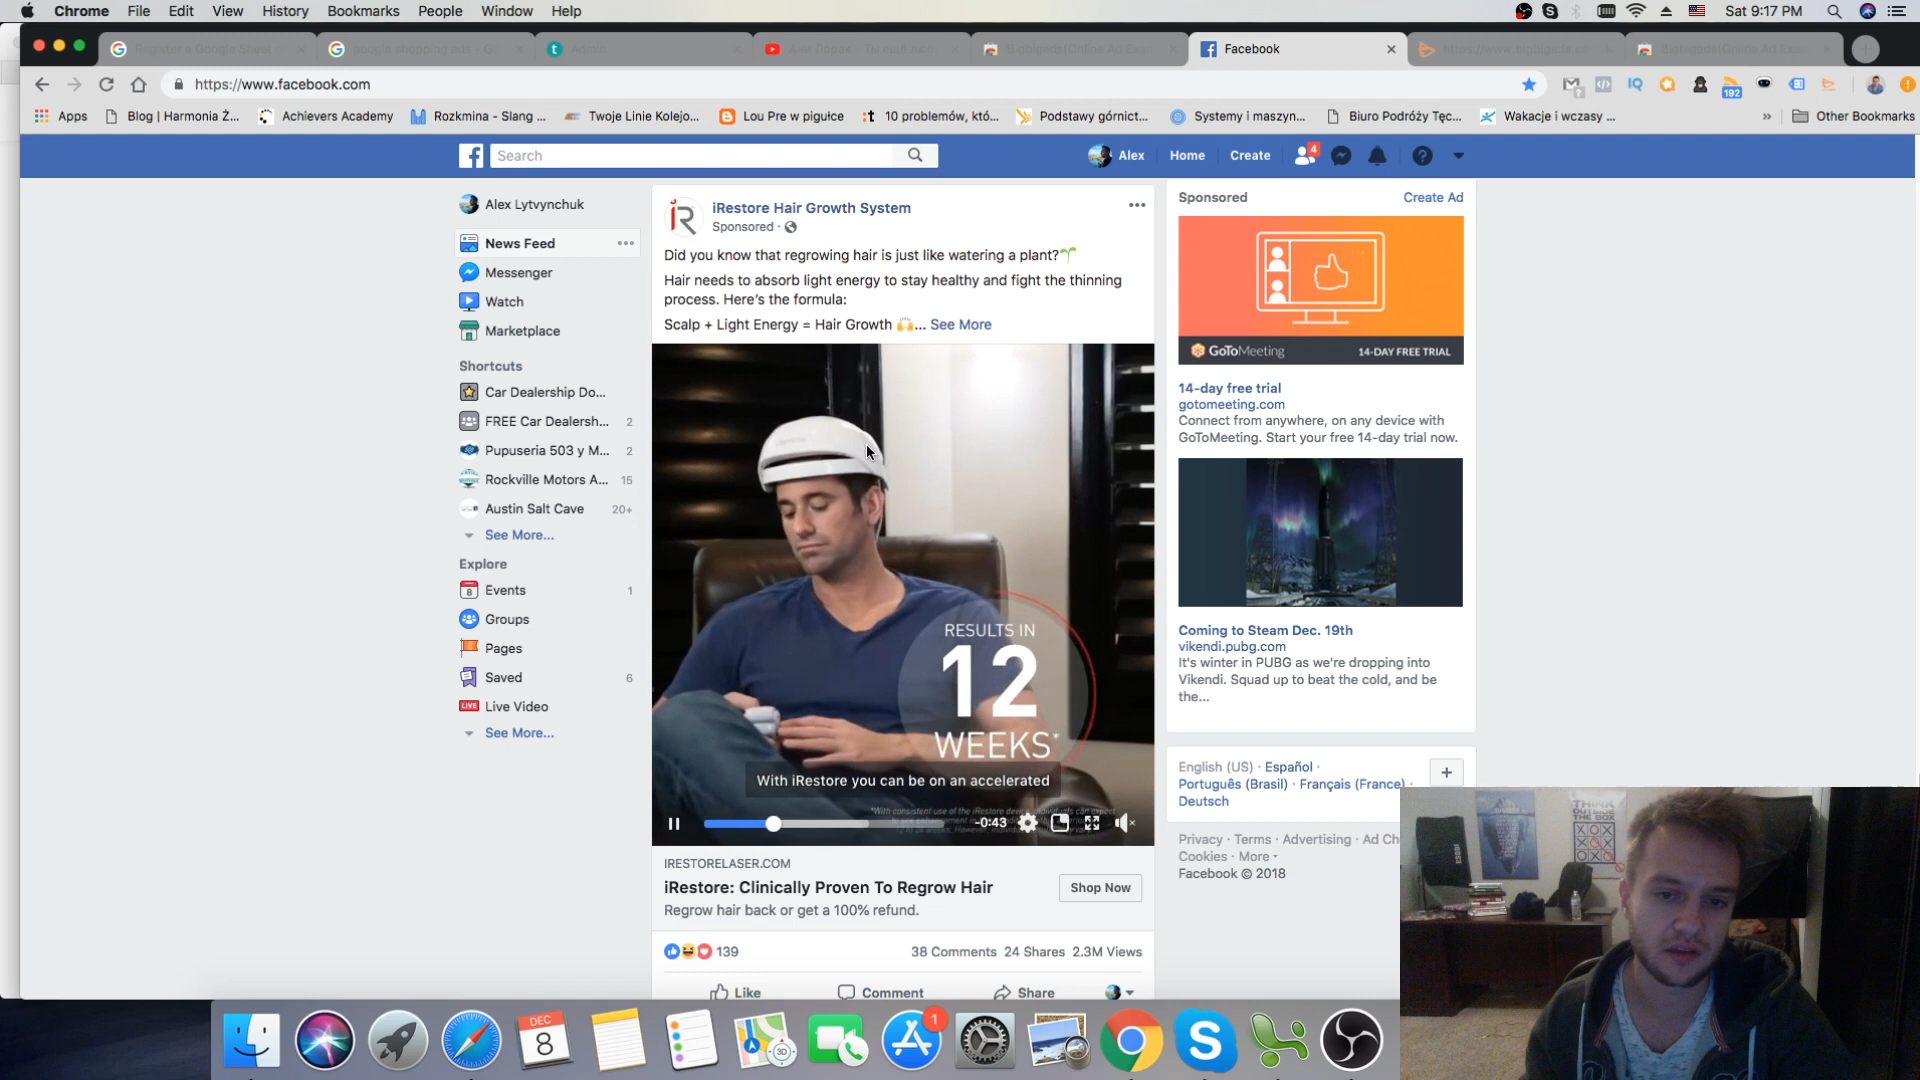 Chrome File Edit View History Bookmarks People Window Help
Sat 9:17 PM
Facebook
https://www.facebook.com
192
Apps Blog | Harmonia Ż... Achievers Academy Rozkmina - Slang ... Twoje Linie Kolejo... Lou Pre w pigułce 10 problemów, któ... Podstawy górnict... Systemy i maszyn... Biuro Podróży Tęc... Wakacje i wczasy ... » Other Bookmarks
Search
Alex Home Create 4
Alex Lytvynchuk
News Feed
Messenger
Watch
Marketplace
Shortcuts
Car Dealership Do...
FREE Car Dealersh... 2
Pupuseria 503 y M... 2
Rockville Motors A... 15
Austin Salt Cave 20+
See More...
Explore
Events 1
Groups
Pages
Saved 6
LIVE Live Video
See More...
iR
iRestore Hair Growth System
Sponsored ·
Did you know that regrowing hair is just like watering a plant?
Hair needs to absorb light energy to stay healthy and fight the thinning
process. Here's the formula:
Scalp + Light Energy = Hair Growth ... See More
RESULTS IN
12
WEEKS*
With iRestore you can be on an accelerated
-0:43
IRESTORELASER.COM
iRestore: Clinically Proven To Regrow Hair
Regrow hair back or get a 100% refund.
Shop Now
139
38 Comments 24 Shares 2.3M Views
Like Comment Share
Sponsored Create Ad
GoToMeeting 14-DAY FREE TRIAL
14-day free trial
gotomeeting.com
Connect from anywhere, on any device with
GoToMeeting. Start your free 14-day trial now.
Coming to Steam Dec. 19th
vikendi.pubg.com
It's winter in PUBG as we're dropping into
Vikendi. Squad up to beat the cold, and be
the...
English (US) · Español ·
Português (Brasil) · Français (France) ·
Deutsch
+
Privacy · Terms · Advertising · Ad Ch
Cookies · More
Facebook © 2018
THINK
OUTSIDE
THE BOX
DEC
8
3D
1